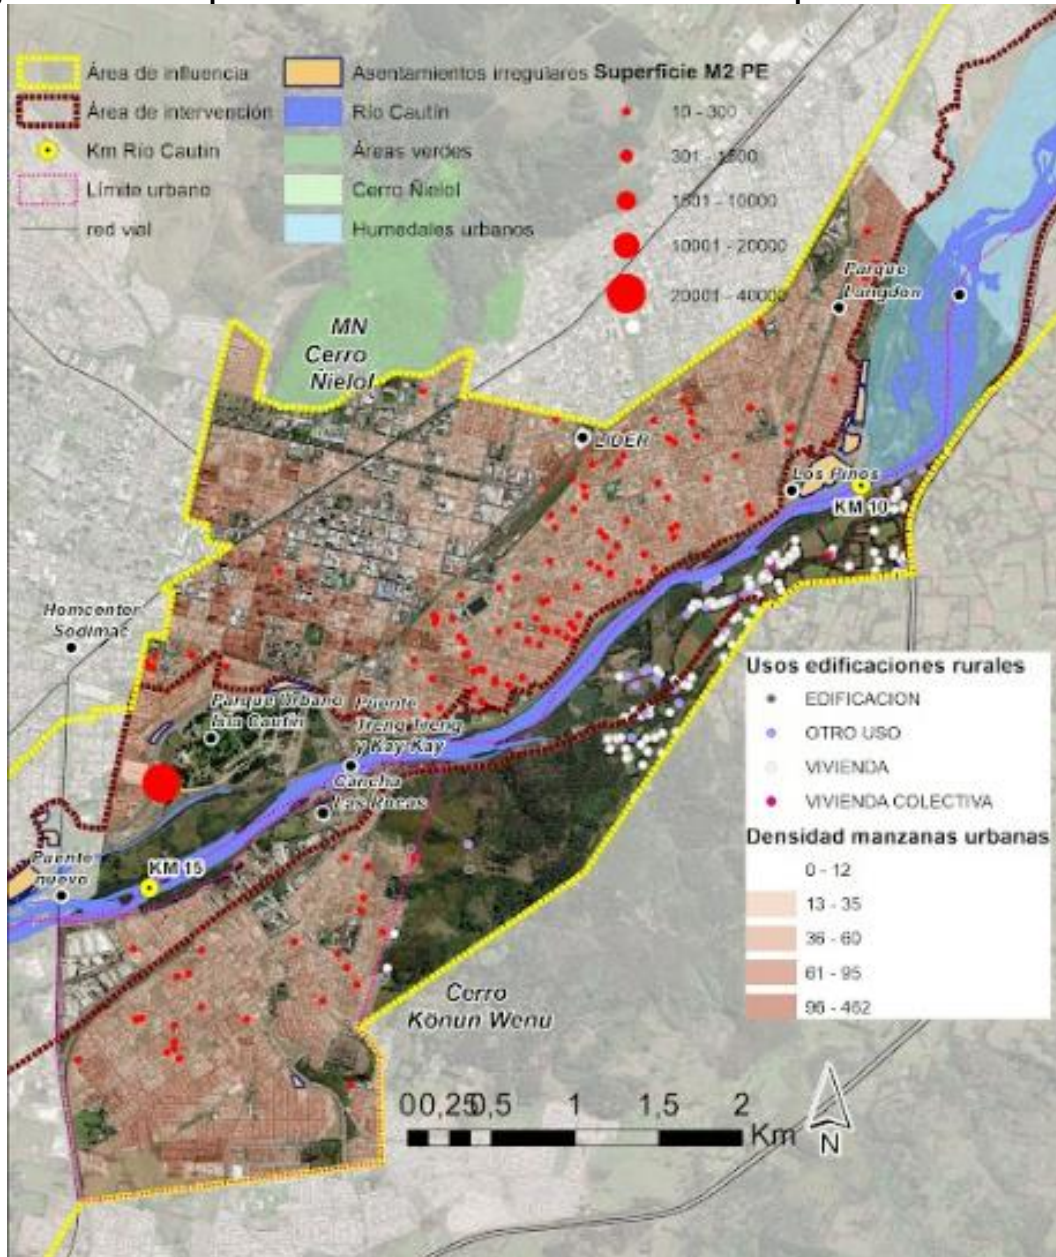 Área de influencia
Área de intervención
Km Río Cautín
Límite urbano
red vial
Asentamientos irregulares
Río Cautín
Áreas verdes
Cerro Ñielol
Humedales urbanos
Superficie M2 PE
10 - 300
301 - 1500
1501 - 10000
10001 - 20000
20001 - 40000
Parque
Langdon
MN
Cerro
Ñielol
LIDER
Los Pinos
KM 10
Homcenter
Sodimac
Parque Urbano
Isla Cautín
Puente
Treng Treng
y Kay Kay
Cancha
Las Rocas
Puente
nuevo
KM 15
Usos edificaciones rurales
EDIFICACION
OTRO USO
VIVIENDA
VIVIENDA COLECTIVA
Densidad manzanas urbanas
0 - 12
13 - 35
36 - 60
61 - 95
96 - 462
Cerro
Könun Wenu
0 0,25 0,5 1 1,5 2
Km
N